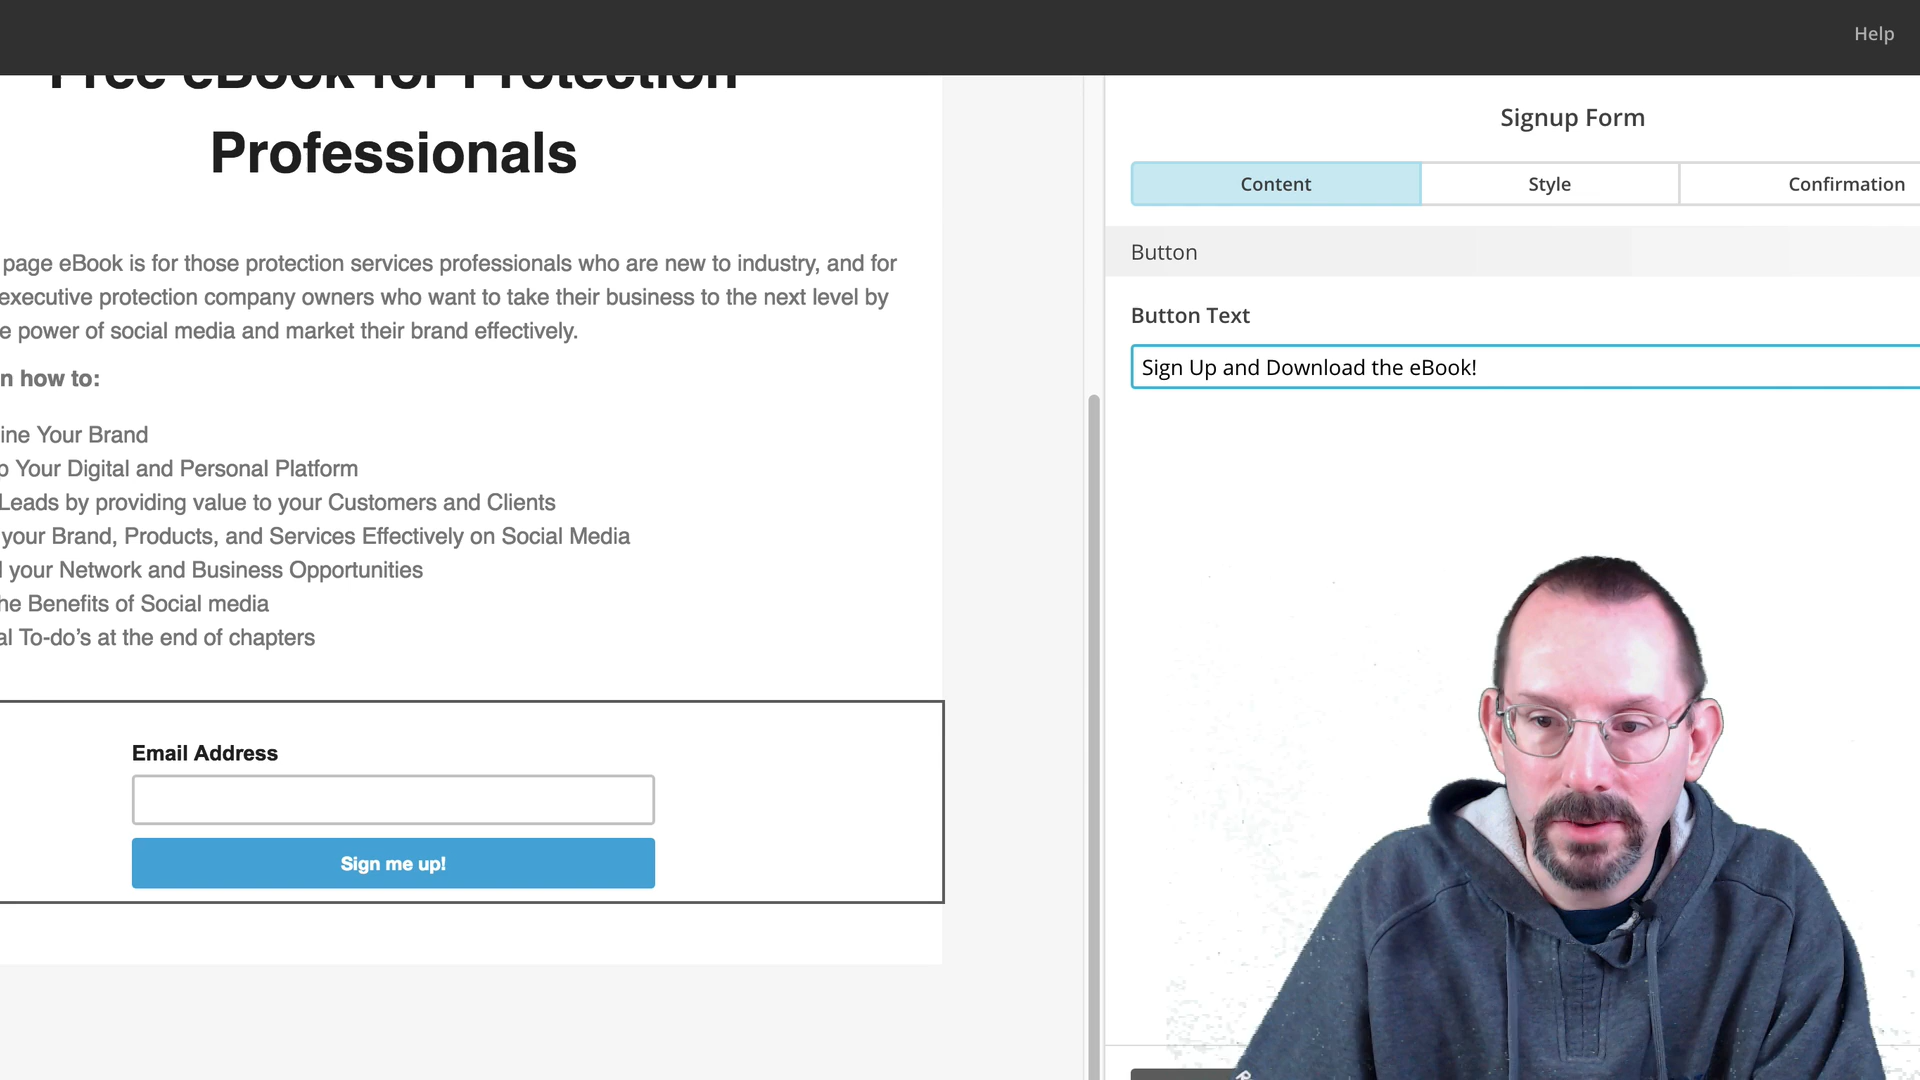 Help
Free eBook for Protection
Professionals
page eBook is for those protection services professionals who are new to industry, and for
executive protection company owners who want to take their business to the next level by
e power of social media and market their brand effectively.
n how to:
ine Your Brand
p Your Digital and Personal Platform
Leads by providing value to your Customers and Clients
your Brand, Products, and Services Effectively on Social Media
l your Network and Business Opportunities
he Benefits of Social media
al To-do’s at the end of chapters
Email Address
Sign me up!
Signup Form
Content
Style
Confirmation
Button
Button Text
Sign Up and Download the eBook!